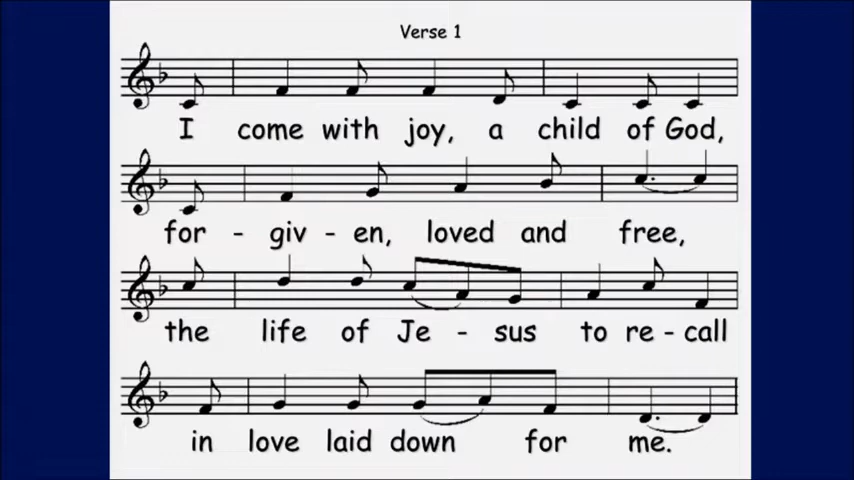 Verse 1
I come with joy, a child of God,
for - giv - en, loved and free,
the life of Je - sus to re - call
in love laid down for me.